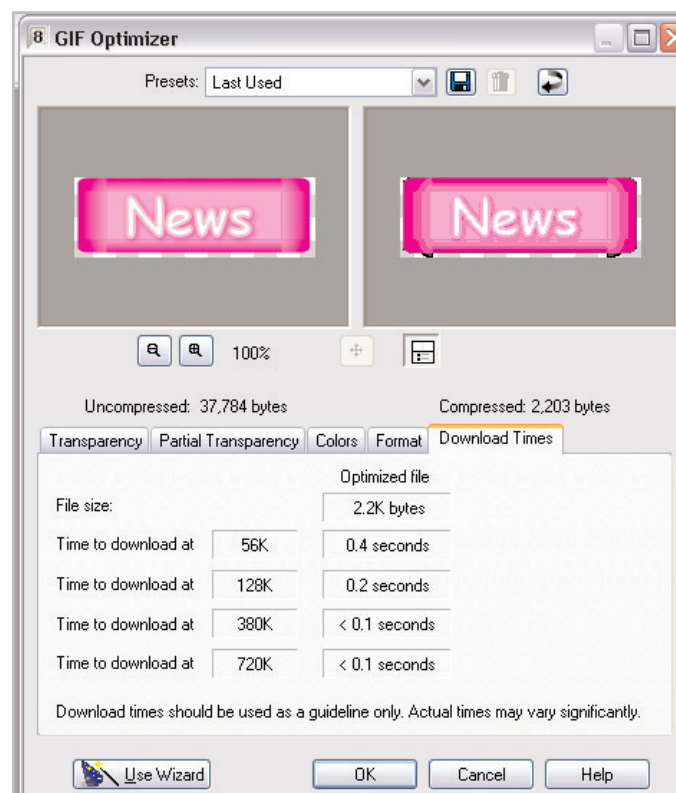 8 GIF Optimizer
Presets: Last Used
News News
100%
Uncompressed: 37,784 bytes Compressed: 2,203 bytes
Transparency Partial Transparency Colors Format Download Times
Optimized file
File size: 2.2K bytes
Time to download at 56K 0.4 seconds
Time to download at 128K 0.2 seconds
Time to download at 380K < 0.1 seconds
Time to download at 720K < 0.1 seconds
Download times should be used as a guideline only. Actual times may vary significantly.
Use Wizard OK Cancel Help